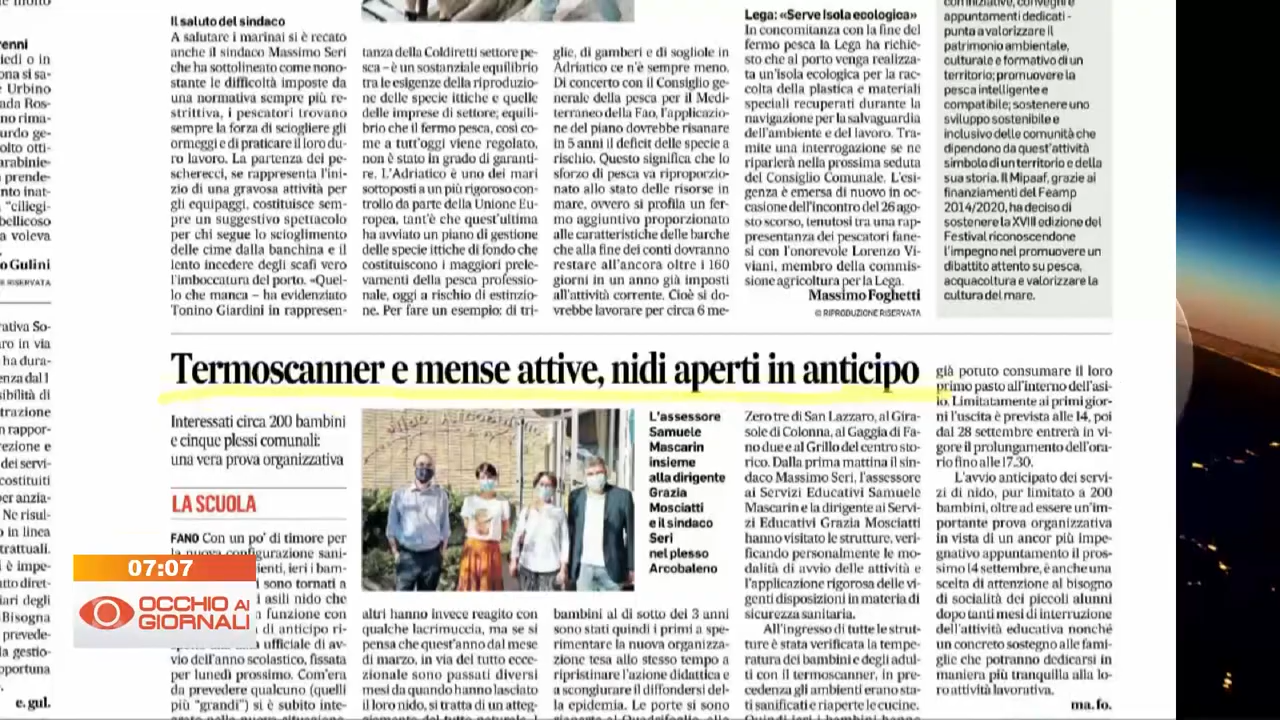 Il saluto del sindaco
A salutare i marinai si è recato
anche il sindaco Massimo Seri
che ha sottolineato come nono-
stante le difficoltà imposte da
una normativa sempre più re-
strittiva, i pescatori trovano
sempre la forza di sciogliere gli
ormeggi e di praticare il loro du-
ro lavoro. La partenza dei pe-
scherecci, se rappresenta l'ini-
zio di una gravosa attività per
gli equipaggi, costituisce sem-
pre un suggestivo spettacolo
per chi segue lo scioglimento
delle cime dalla banchina e il
lento incedere degli scafi vero
l'imboccatura del porto. «Quel-
lo che manca – ha evidenziato
Tonino Giardini in rappresen-
tanza della Coldiretti settore pe-
sca – è un sostanziale equilibrio
tra le esigenze della riproduzio-
ne delle specie ittiche e quelle
delle imprese di settore; equili-
brio che il fermo pesca, così co-
me a tutt'oggi viene regolato,
non è stato in grado di garanti-
re. L'Adriatico è uno dei mari
sottoposti a un più rigoroso con-
trollo da parte della Unione Eu-
ropea, tant'è che quest'ultima
ha avviato un piano di gestione
delle specie ittiche di fondo che
costituiscono i maggiori prele-
vamenti della pesca professio-
nale, oggi a rischio di estinzio-
ne. Per fare un esempio: di tri-
glie, di gamberi e di sogliole in
Adriatico ce n'è sempre meno.
Di concerto con il Consiglio ge-
nerale della pesca per il Medi-
terraneo della Fao, l'applicazio-
ne del piano dovrebbe risanare
in 5 anni il deficit delle specie a
rischio. Questo significa che lo
sforzo di pesca va riproporzio-
nato allo stato delle risorse in
mare, ovvero si profila un fer-
mo aggiuntivo proporzionato
alle caratteristiche delle barche
che alla fine dei conti dovranno
restare all'ancora oltre i 160
giorni in un anno già imposti
all'attività corrente. Cioè si do-
vrebbe lavorare per circa 6 me-
Lega: «Serve Isola ecologica»
In concomitanza con la fine del
fermo pesca la Lega ha richie-
sto che al porto venga realizza-
ta un'isola ecologica per la rac-
colta della plastica e materiali
speciali recuperati durante la
navigazione per la salvaguardia
dell'ambiente e del lavoro. Tra-
mite una interrogazione se ne
riparlerà nella prossima seduta
del Consiglio Comunale. L'esi-
genza è emersa di nuovo in oc-
casione dell'incontro del 26 ago-
sto scorso, tenutosi tra una rap-
presentanza dei pescatori fane-
si con l'onorevole Lorenzo Vi-
viani, membro della commis-
sione agricoltura per la Lega.
Massimo Foghetti
© RIPRODUZIONE RISERVATA
appuntamenti dedicati -
punta a valorizzare il
patrimonio ambientale,
culturale e formativo di un
territorio; promuovere la
pesca intelligente e
compatibile; sostenere uno
sviluppo sostenibile e
inclusivo delle comunità che
dipendono da quest'attività
simbolo di un territorio e della
sua storia. Il Mipaaf, grazie ai
finanziamenti del Feamp
2014/2020, ha deciso di
sostenere la XVIII edizione del
Festival riconoscendone
l'impegno nel promuovere un
dibattito attento su pesca,
acquacoltura e valorizzare la
cultura del mare.
Termoscanner e mense attive, nidi aperti in anticipo
Interessati circa 200 bambini
e cinque plessi comunali:
una vera prova organizzativa
LA SCUOLA
FANO Con un po' di timore per
la nuova configurazione sani-
ienti, ieri i bam-
sono tornati a
asili nido che
funzione con
di anticipo ri-
ufficiale di av-
vio dell'anno scolastico, fissata
per lunedì prossimo. Com'era
da prevedere qualcuno (quelli
più "grandi") si è subito inte-
L'assessore
Samuele
Mascarin
insieme
alla dirigente
Grazia
Mosciatti
e il sindaco
Seri
nel plesso
Arcobaleno
altri hanno invece reagito con
qualche lacrimuccia, ma se si
pensa che quest'anno dal mese
di marzo, in via del tutto ecce-
zionale sono passati diversi
mesi da quando hanno lasciato
il loro nido, si tratta di un atteg-
bambini al di sotto dei 3 anni
sono stati quindi i primi a spe-
rimentare la nuova organizza-
zione tesa allo stesso tempo a
ripristinare l'azione didattica e
a scongiurare il diffondersi del-
la epidemia. Le porte si sono
Zero tre di San Lazzaro, al Gira-
sole di Colonna, al Gaggia di Fa-
no due e al Grillo del centro sto-
rico. Dalla prima mattina il sin-
daco Massimo Seri, l'assessore
ai Servizi Educativi Samuele
Mascarin e la dirigente ai Servi-
zi Educativi Grazia Mosciatti
hanno visitato le strutture, veri-
ficando personalmente le mo-
dalità di avvio delle attività e
l'applicazione rigorosa delle vi-
genti disposizioni in materia di
sicurezza sanitaria.
All'ingresso di tutte le strut-
ture è stata verificata la tempe-
ratura dei bambini e degli adul-
ti con il termoscanner, in pre-
cedenza gli ambienti erano sta-
ti sanificati e riaperte le cucine.
già potuto consumare il loro
primo pasto all'interno dell'asi-
lo. Limitatamente ai primi gior-
ni l'uscita è prevista alle 14, poi
dal 28 settembre entrerà in vi-
gore il prolungamento dell'ora-
rio fino alle 17.30.
L'avvio anticipato dei servi-
zi di nido, pur limitato a 200
bambini, oltre ad essere un'im-
portante prova organizzativa
in vista di un ancor più impe-
gnativo appuntamento il pros-
simo 14 settembre, è anche una
scelta di attenzione al bisogno
di socialità dei piccoli alunni
dopo tanti mesi di interruzione
dell'attività educativa nonché
un concreto sostegno alle fami-
glie che potranno dedicarsi in
maniera più tranquilla alla lo-
ro attività lavorativa.
ma. fo.
e. gul.
07:07
OCCHIO AI
GIORNALI